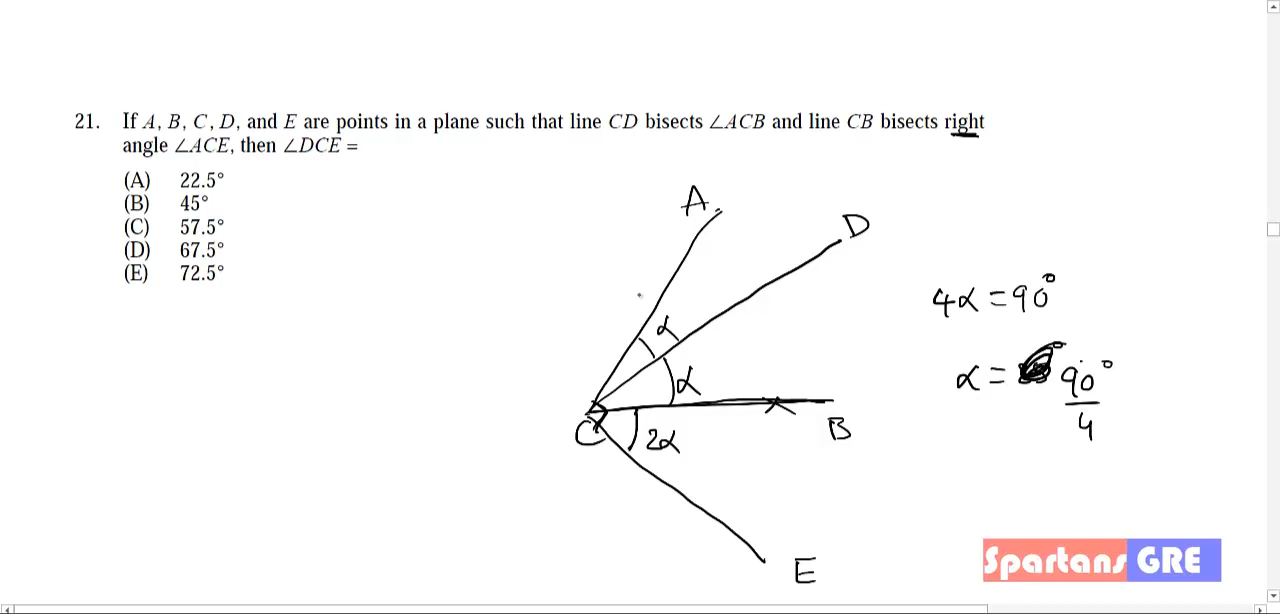 21. If A, B, C, D, and E are points in a plane such that line CD bisects ∠ACB and line CB bisects right
angle ∠ACE, then ∠DCE =
(A) 22.5°
(B) 45°
(C) 57.5°
(D) 67.5°
(E) 72.5°
A
D
α
α
C
B
2α
E
4α = 90°
α = 90°/4
Spartans GRE